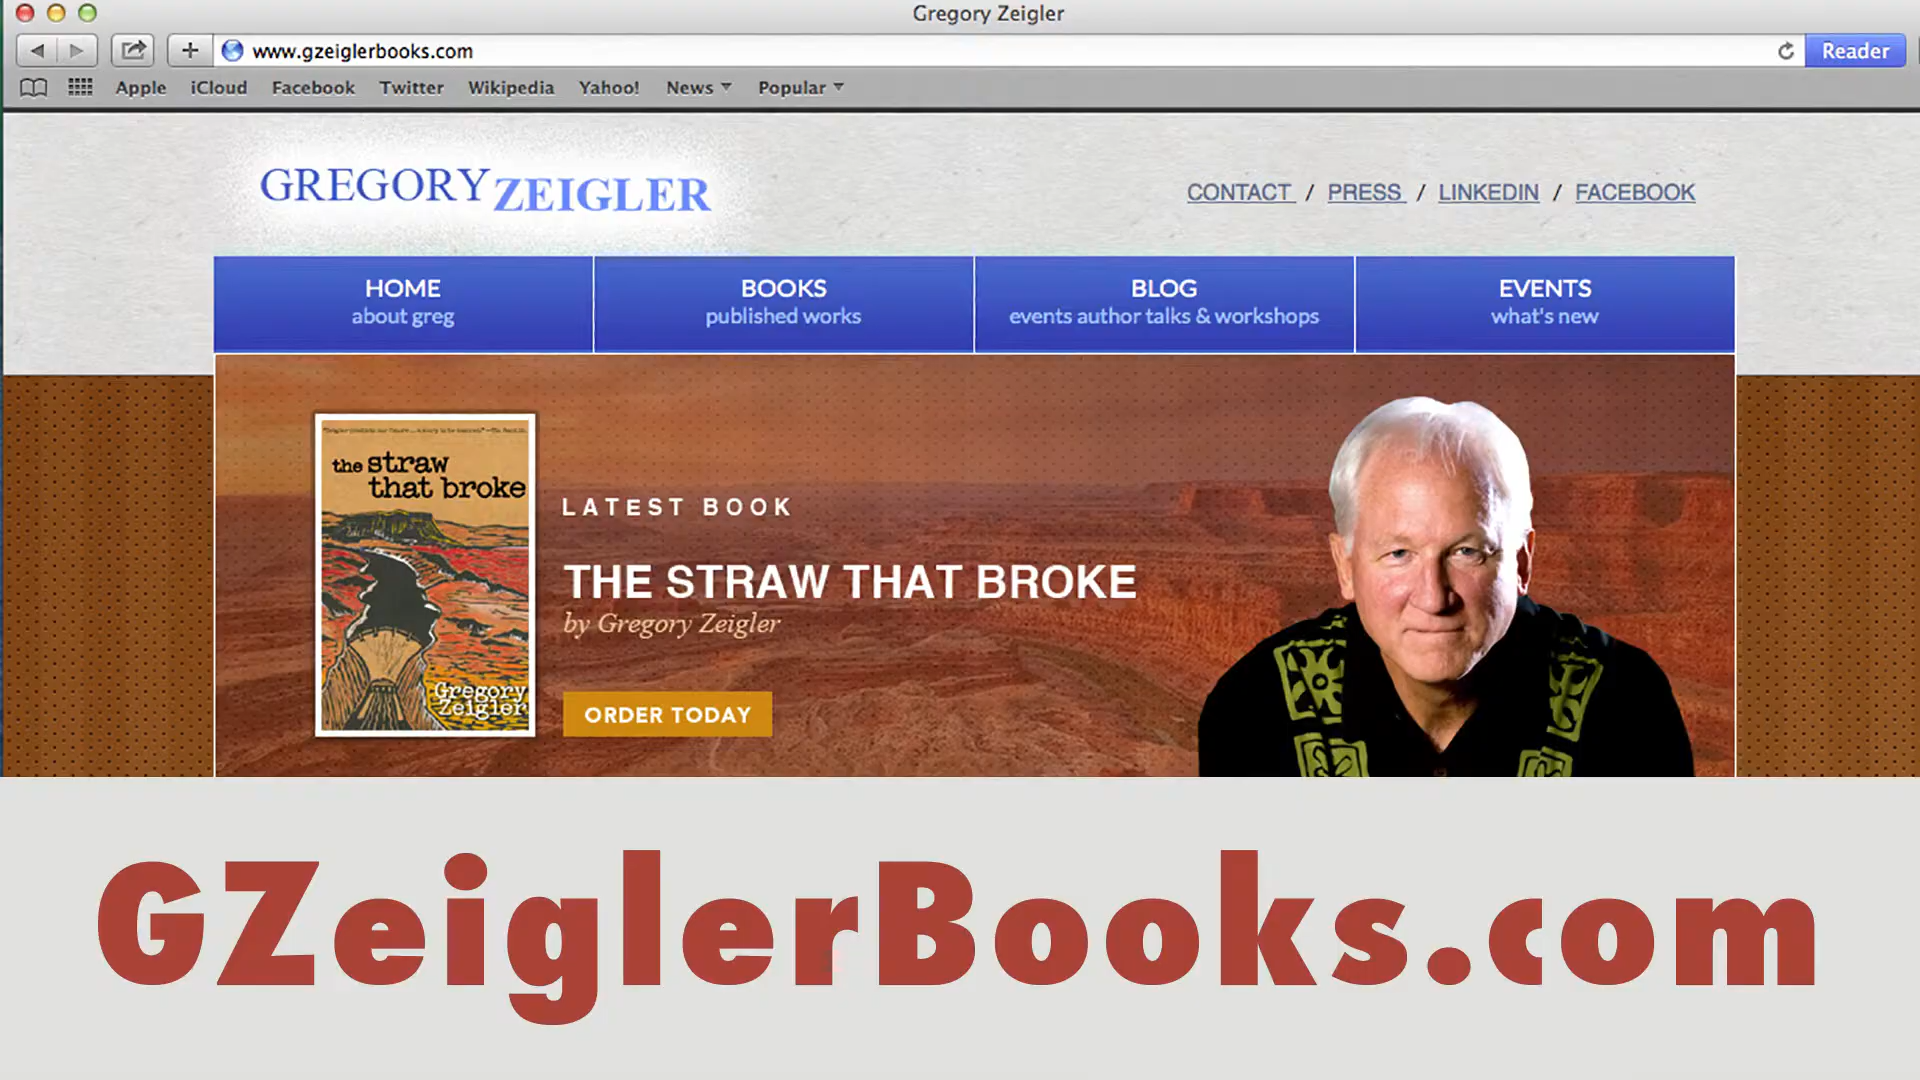 Gregory Zeigler
www.gzeiglerbooks.com
Reader
Apple iCloud Facebook Twitter Wikipedia Yahoo! News Popular
GREGORY ZEIGLER
CONTACT / PRESS / LINKEDIN / FACEBOOK
HOME
about greg
BOOKS
published works
BLOG
events author talks & workshops
EVENTS
what's new
the straw
that broke
Gregory
Zeigler
LATEST BOOK
THE STRAW THAT BROKE
by Gregory Zeigler
ORDER TODAY
GZeiglerBooks.com